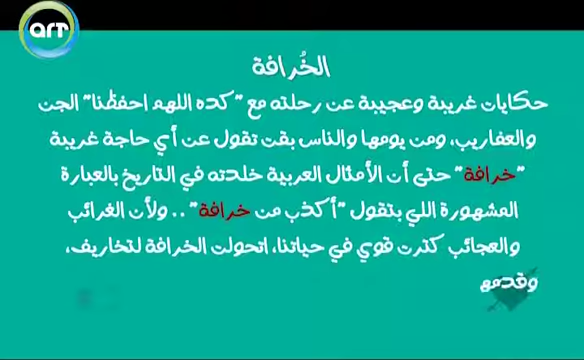 art
الخُرافة
حكايات غريبة وعجيبة عن رحلته مع "كده اللهم احفظنا" الجن
والعفاريب، ومن يومها والناس بقت تقول عن أي حاجة غريبة
"خرافة" حتى أن الأمثال العربية خلدته في التاريخ بالعبارة
المشهورة اللي بتقول "أكذب من خرافة" .. ولأن الغرائب
والعجائب كترت قوي في حياتنا، اتحولت الخرافة لتخاريف،
وقدمها